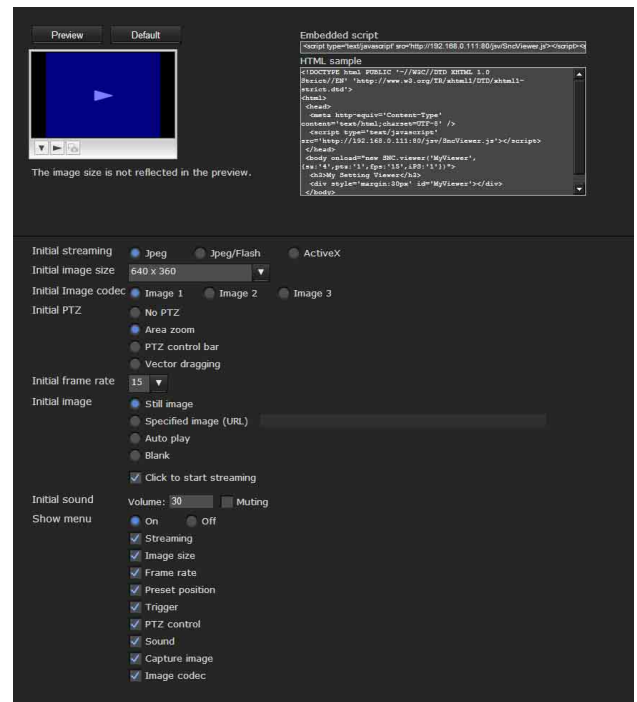 Preview Default
Embedded script
<script type='text/javascript' src='http://192.168.0.111:80/jsv/SncViewer.js'></script><s
HTML sample
<!DOCTYPE html PUBLIC '-//W3C//DTD XHTML 1.0
Strict//EN' 'http://www.w3.org/TR/xhtml1/DTD/xhtml1-
strict.dtd'>
<html>
<head>
<meta http-equiv='Content-Type'
content='text/html;charset=UTF-8' />
<script type='text/javascript'
src='http://192.168.0.111:80/jsv/SncViewer.js'></script>
</head>
<body onload="new SNC.viewer('MyViewer',
{ss:'4',ptz:'1',fps:'15',iPG:'1'})">
<h3>My Setting Viewer</h3>
<div style='margin:30px' id='MyViewer'></div>
</body>
The image size is not reflected in the preview.
Initial streaming Jpeg Jpeg/Flash ActiveX
Initial image size 640 x 360
Initial Image codec Image 1 Image 2 Image 3
Initial PTZ No PTZ
Area zoom
PTZ control bar
Vector dragging
Initial frame rate 15
Initial image Still image
Specified image (URL)
Auto play
Blank
Click to start streaming
Initial sound Volume: 30 Muting
Show menu On Off
Streaming
Image size
Frame rate
Preset position
Trigger
PTZ control
Sound
Capture image
Image codec